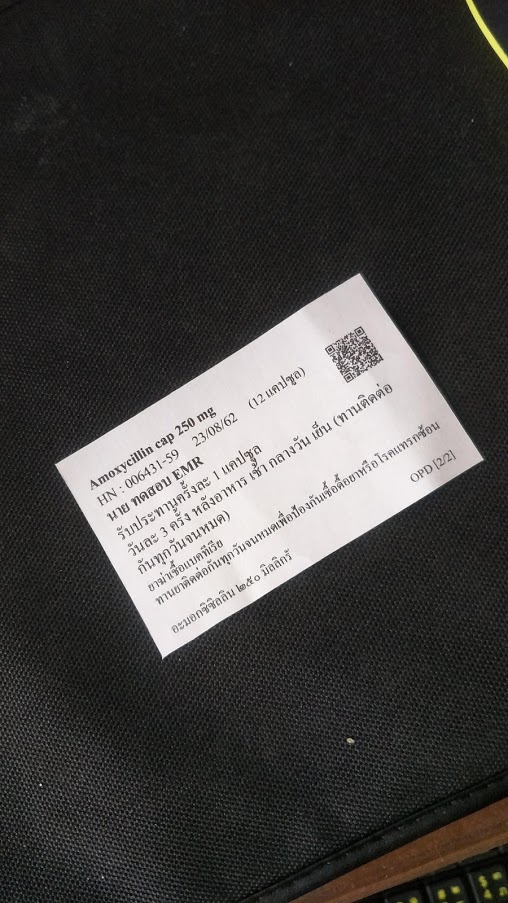 Amoxycillin cap 250 mg
HN : 006431-59 23/08/62 (12 แคปซูล)
นาย ทดสอบ EMR
รับประทานครั้งละ 1 แคปซูล
วันละ 3 ครั้ง หลังอาหาร เช้า กลางวัน เย็น (ทานติดต่อ
กันทุกวันจนหมด)
ยาฆ่าเชื้อแบคทีเรีย
ทานยาติดต่อกันทุกวันจนหมดเพื่อป้องกันเชื้อดื้อยาหรือโรคแทรกซ้อน
อะมอกซิซิลลิน ๒๕๐ มิลลิกรั
OPD [2/2]